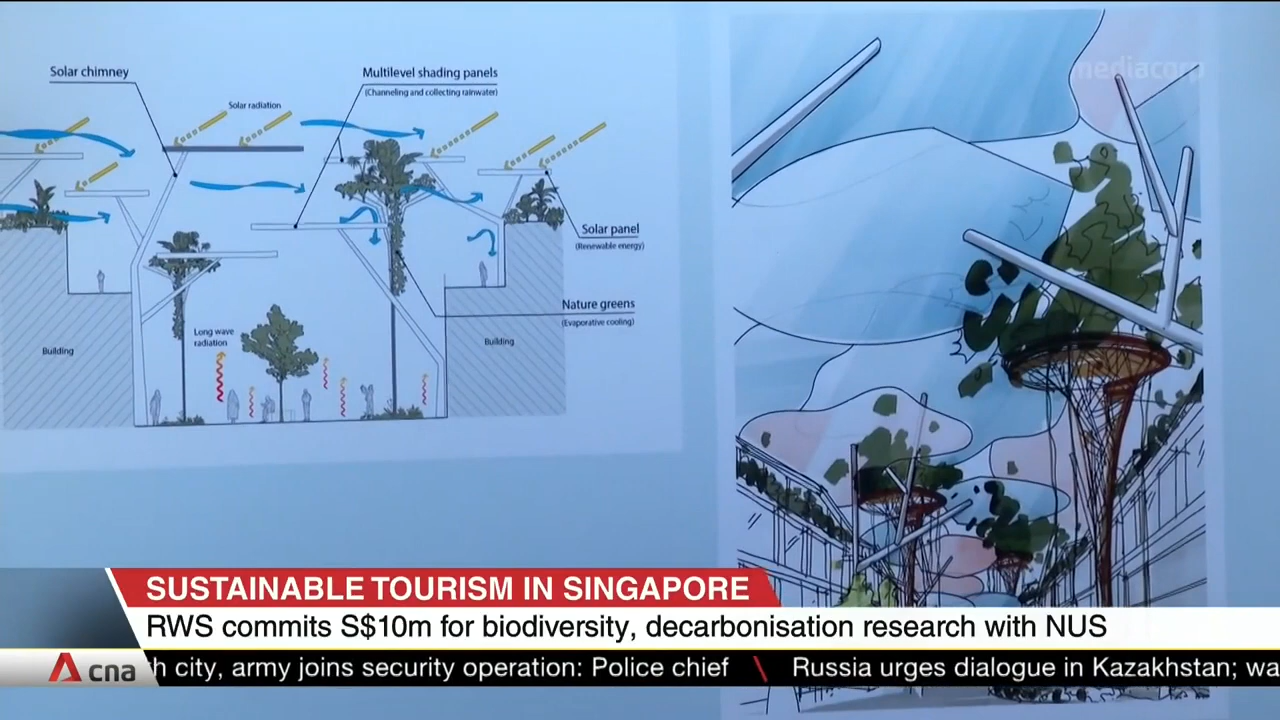 mediacorp
Solar chimney
Multilevel shading panels
(Channeling and collecting rainwater)
Solar radiation
Solar panel
(Renewable energy)
Nature greens
(Evaporative cooling)
Long wave
radiation
Building
Building
SUSTAINABLE TOURISM IN SINGAPORE
RWS commits S$10m for biodiversity, decarbonisation research with NUS
cna
h city, army joins security operation: Police chief \ Russia urges dialogue in Kazakhstan; wa